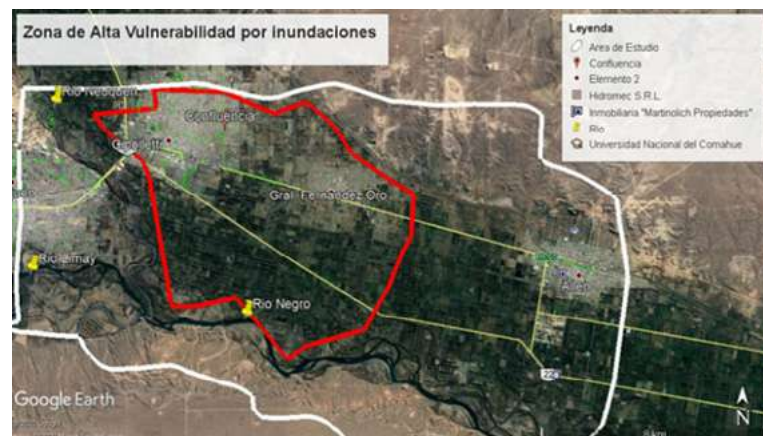 Zona de Alta Vulnerabilidad por inundaciones
Leyenda
Area de Estudio
Confluencia
Elemento 2
Hidromec S.R.L.
Inmobiliaria "Martinolich Propiedades"
Rio
Universidad Nacional del Comahue
Rio Neuquen
Confluencia
Cipolletti
Gral. Fernandez Oro
Rio Limay
Rio Negro
Allen
22
Google Earth
N